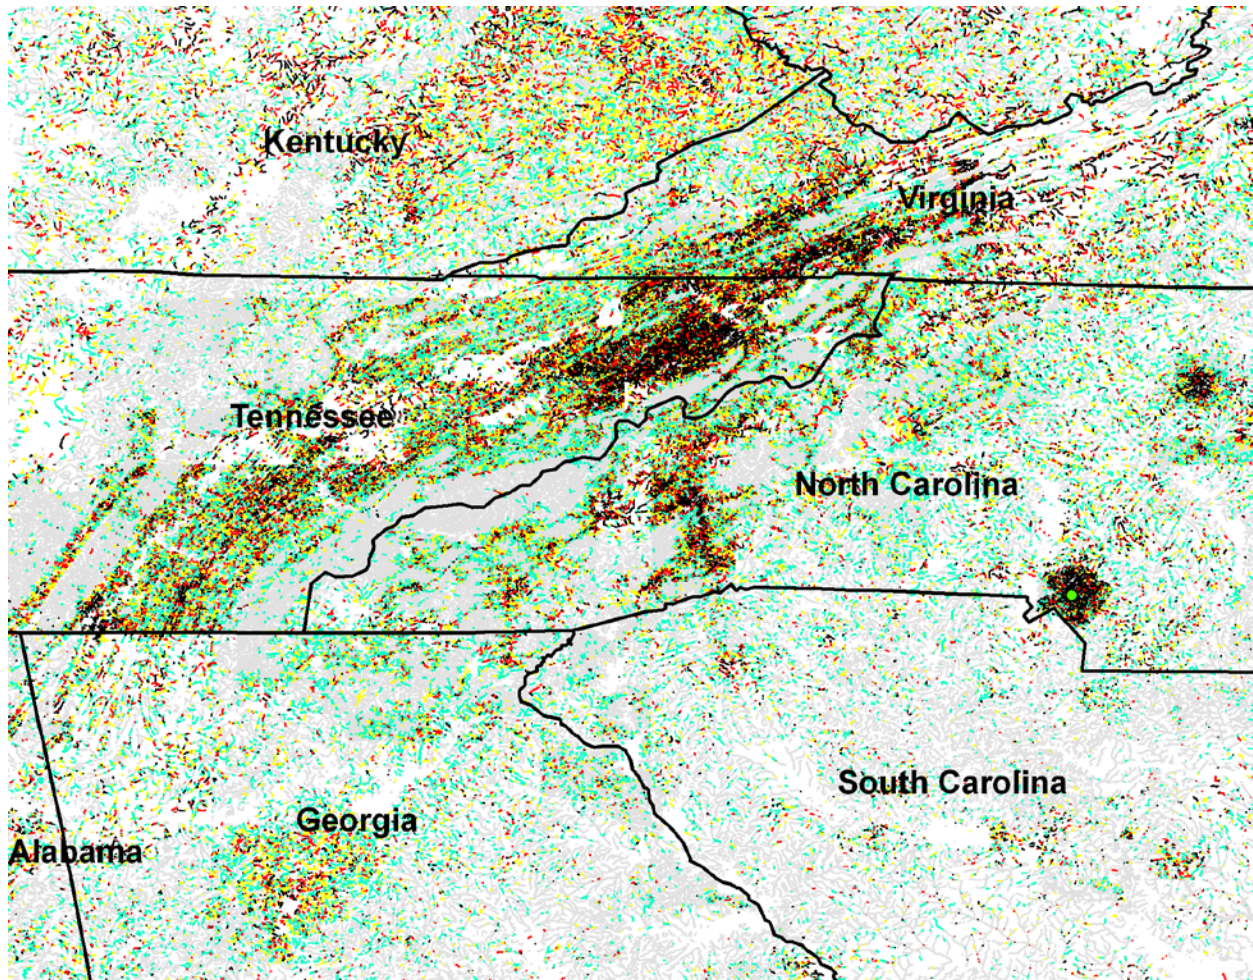 Kentucky
Virginia
Tennessee
North Carolina
South Carolina
Georgia
Alabama